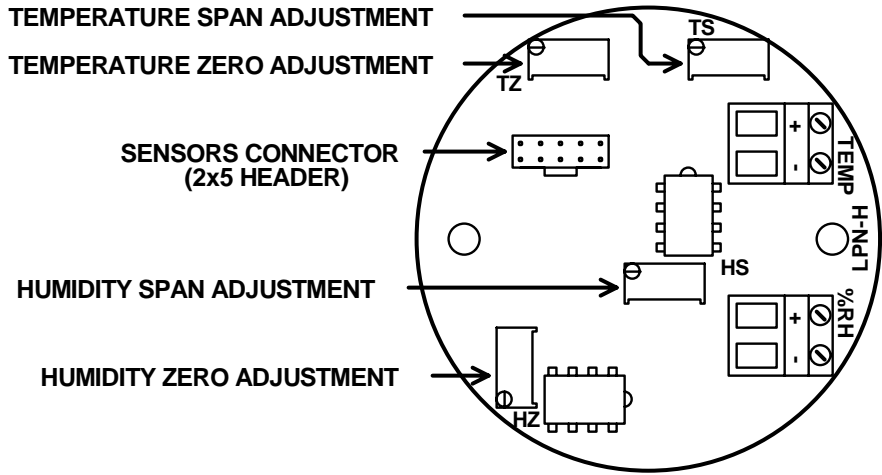 TEMPERATURE SPAN ADJUSTMENT
TS
TEMPERATURE ZERO ADJUSTMENT
TZ
+
-
TEMP
SENSORS CONNECTOR
(2x5 HEADER)
LPN-H
HS
HUMIDITY SPAN ADJUSTMENT
%RH
+
-
HUMIDITY ZERO ADJUSTMENT
HZ